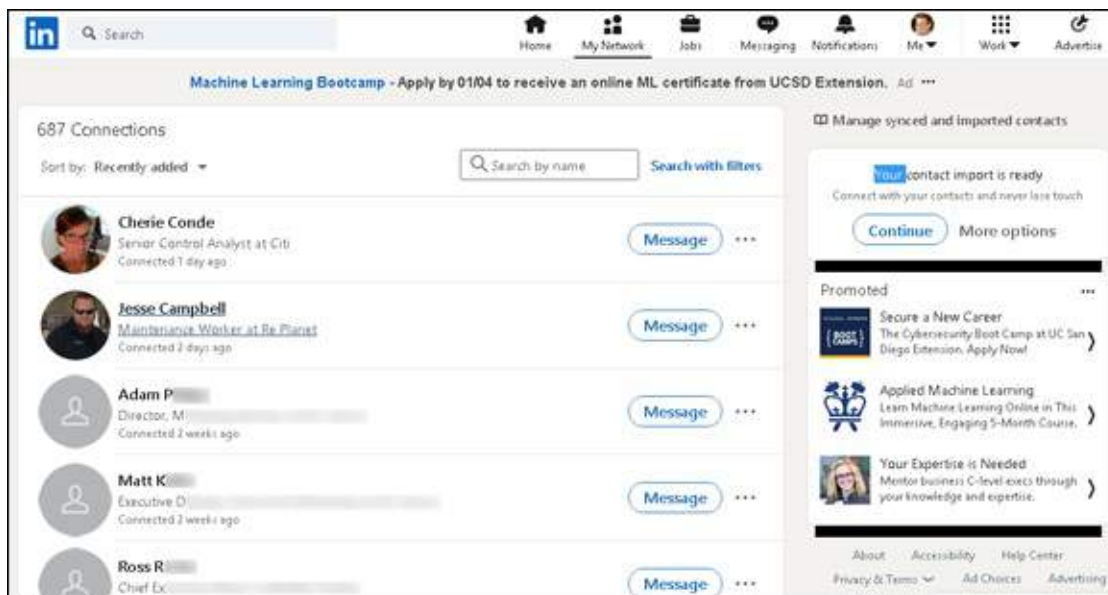 in
Search
Home
My Network
Jobs
Messaging
Notifications
Me
Work
Advertise
Machine Learning Bootcamp - Apply by 01/04 to receive an online ML certificate from UCSD Extension. Ad ···
687 Connections
Sort by: Recently added
Search by name
Search with filters
Cherie Conde
Senior Control Analyst at Citi
Connected 1 day ago
Message ···
Jesse Campbell
Maintenance Worker at Re Planet
Connected 2 days ago
Message ···
Adam P
Director, M
Connected 2 weeks ago
Message ···
Matt K
Executive D
Connected 2 weeks ago
Message ···
Ross R
Chief Ex
Message ···
Manage synced and imported contacts
Your contact import is ready
Connect with your contacts and never lose touch
Continue
More options
Promoted ···
BOOT CAMPS
Secure a New Career
The Cybersecurity Boot Camp at UC San
Diego Extension. Apply Now!
Applied Machine Learning
Learn Machine Learning Online in This
Immersive, Engaging 5-Month Course.
Your Expertise is Needed
Mentor business C-level execs through
your knowledge and expertise.
About Accessibility Help Center
Privacy & Terms Ad Choices Advertising